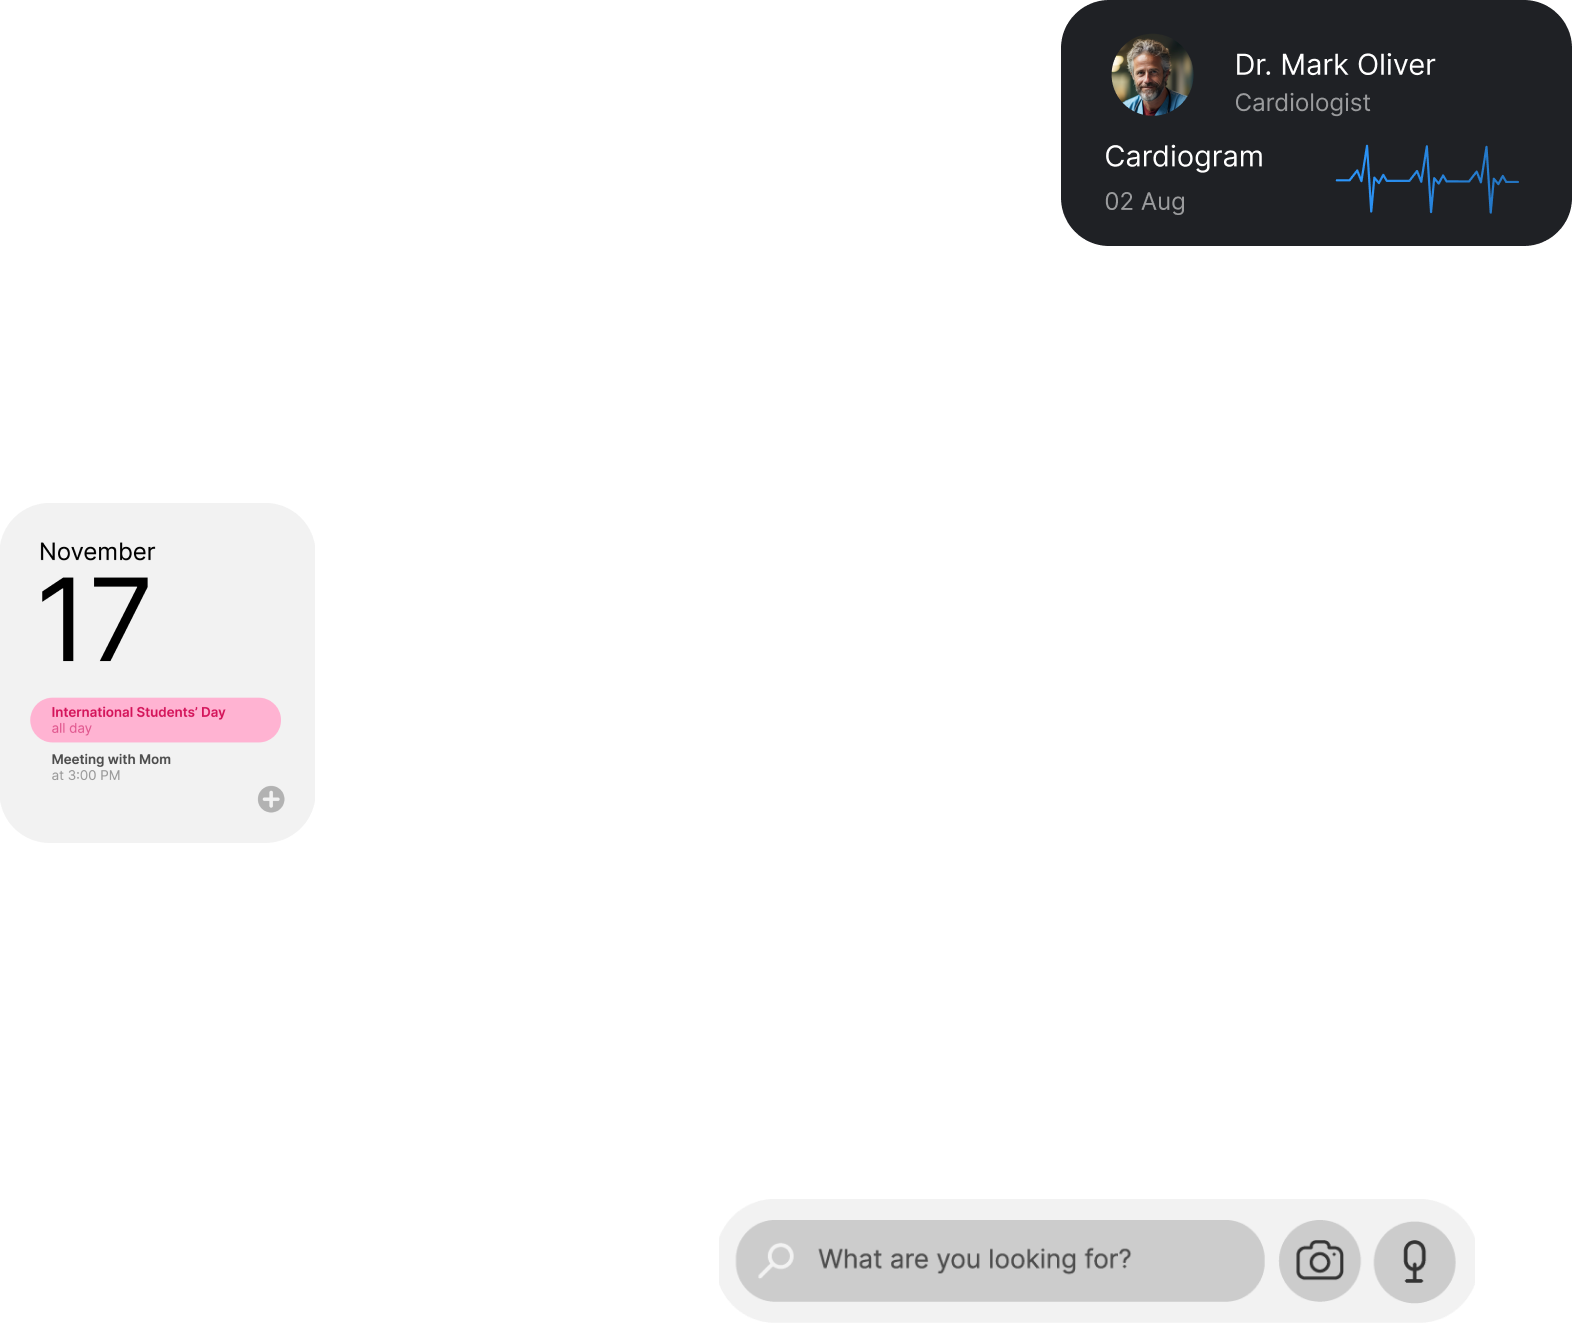 Dr. Mark Oliver
Cardiologist
Cardiogram
02 Aug
November
17
International Students’ Day
all day
Meeting with Mom
at 3:00 PM
What are you looking for?